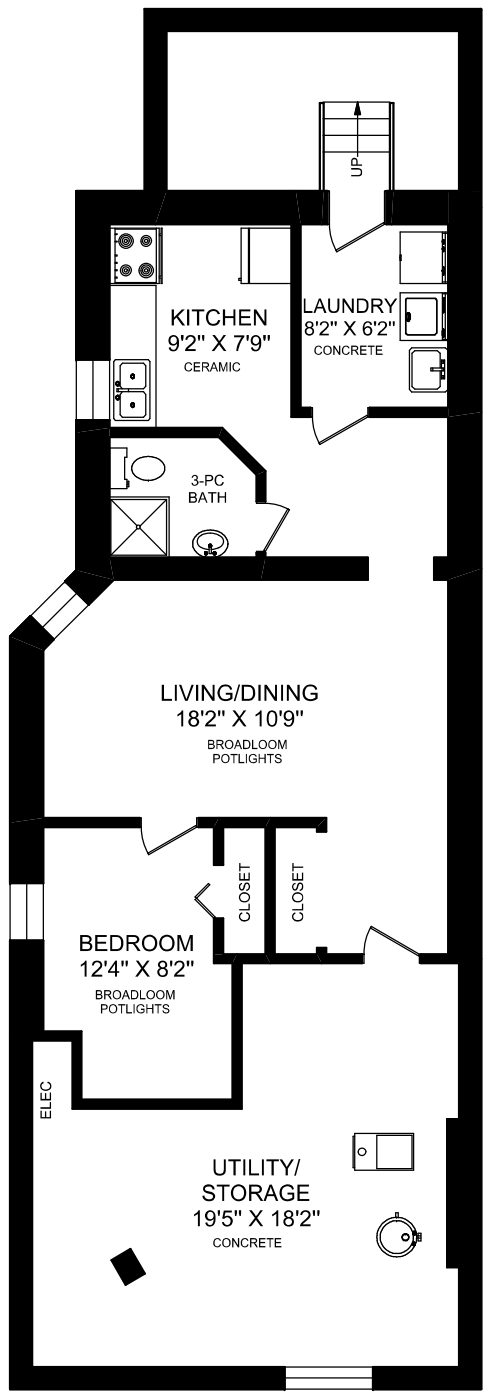 UP
KITCHEN
9'2" X 7'9"
CERAMIC
LAUNDRY
8'2" X 6'2"
CONCRETE
3-PC
BATH
LIVING/DINING
18'2" X 10'9"
BROADLOOM
POTLIGHTS
CLOSET
CLOSET
BEDROOM
12'4" X 8'2"
BROADLOOM
POTLIGHTS
ELEC
UTILITY/
STORAGE
19'5" X 18'2"
CONCRETE